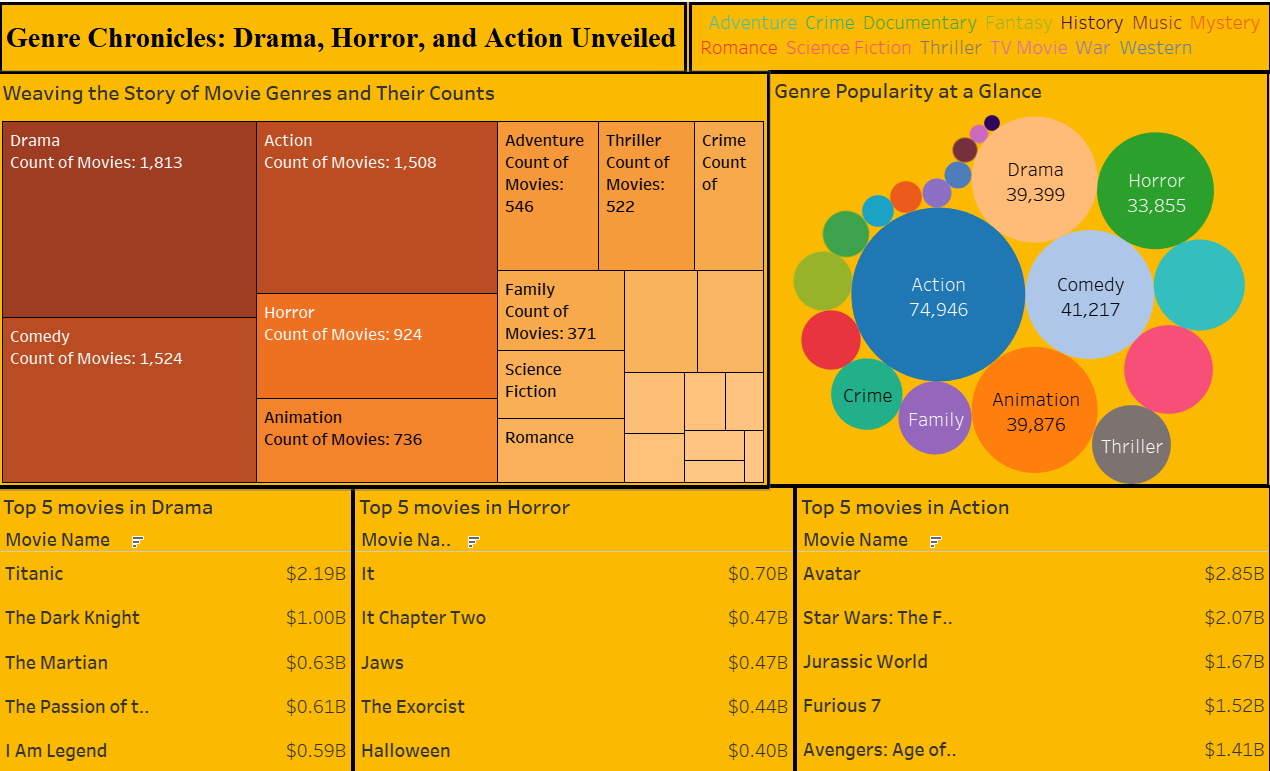 Genre Chronicles: Drama, Horror, and Action Unveiled
Adventure Crime Documentary Fantasy History Music Mystery
Romance Science Fiction Thriller TV Movie War Western
Weaving the Story of Movie Genres and Their Counts
Drama
Count of Movies: 1,813
Comedy
Count of Movies: 1,524
Action
Count of Movies: 1,508
Horror
Count of Movies: 924
Animation
Count of Movies: 736
Adventure
Count of
Movies:
546
Thriller
Count of
Movies:
522
Crime
Count
of
Family
Count of
Movies: 371
Science
Fiction
Romance
Genre Popularity at a Glance
Drama
39,399
Horror
33,855
Action
74,946
Comedy
41,217
Animation
39,876
Crime
Family
Thriller
Top 5 movies in Drama
Movie Name
Titanic $2.19B
The Dark Knight $1.00B
The Martian $0.63B
The Passion of t.. $0.61B
I Am Legend $0.59B
Top 5 movies in Horror
Movie Na..
It $0.70B
It Chapter Two $0.47B
Jaws $0.47B
The Exorcist $0.44B
Halloween $0.40B
Top 5 movies in Action
Movie Name
Avatar $2.85B
Star Wars: The F.. $2.07B
Jurassic World $1.67B
Furious 7 $1.52B
Avengers: Age of.. $1.41B